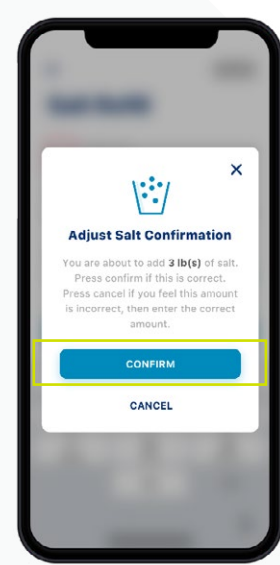 Adjust Salt Confirmation
You are about to add 3 lb(s) of salt.
Press confirm if this is correct.
Press cancel if you feel this amount
is incorrect, then enter the correct
amount.
CONFIRM
CANCEL